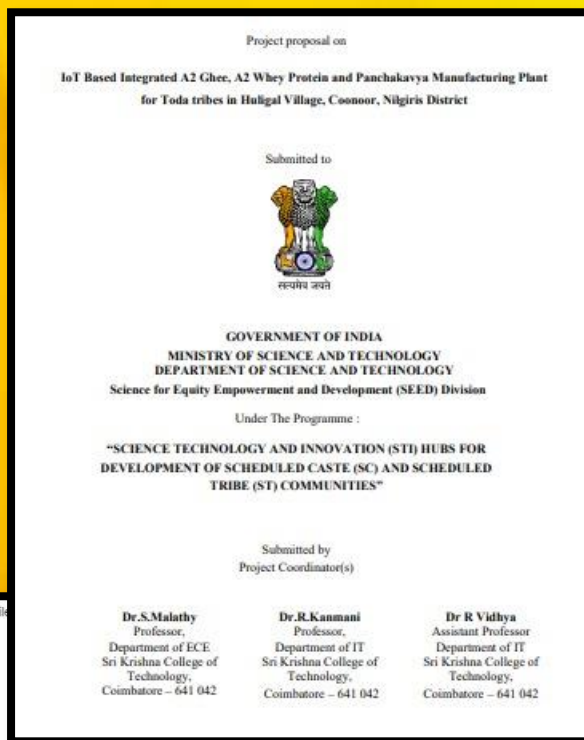 Project proposal on
IoT Based Integrated A2 Ghee, A2 Whey Protein and Panchakavya Manufacturing Plant
for Toda tribes in Huligal Village, Coonoor, Nilgiris District
Submitted to
सत्यमेव जयते
GOVERNMENT OF INDIA
MINISTRY OF SCIENCE AND TECHNOLOGY
DEPARTMENT OF SCIENCE AND TECHNOLOGY
Science for Equity Empowerment and Development (SEED) Division
Under The Programme :
“SCIENCE TECHNOLOGY AND INNOVATION (STI) HUBS FOR
DEVELOPMENT OF SCHEDULED CASTE (SC) AND SCHEDULED
TRIBE (ST) COMMUNITIES”
Submitted by
Project Coordinator(s)
Dr.S.Malathy
Professor,
Department of ECE
Sri Krishna College of
Technology,
Coimbatore – 641 042
Dr.R.Kanmani
Professor,
Department of IT
Sri Krishna College of
Technology,
Coimbatore – 641 042
Dr R Vidhya
Assistant Professor
Department of IT
Sri Krishna College of
Technology,
Coimbatore – 641 042